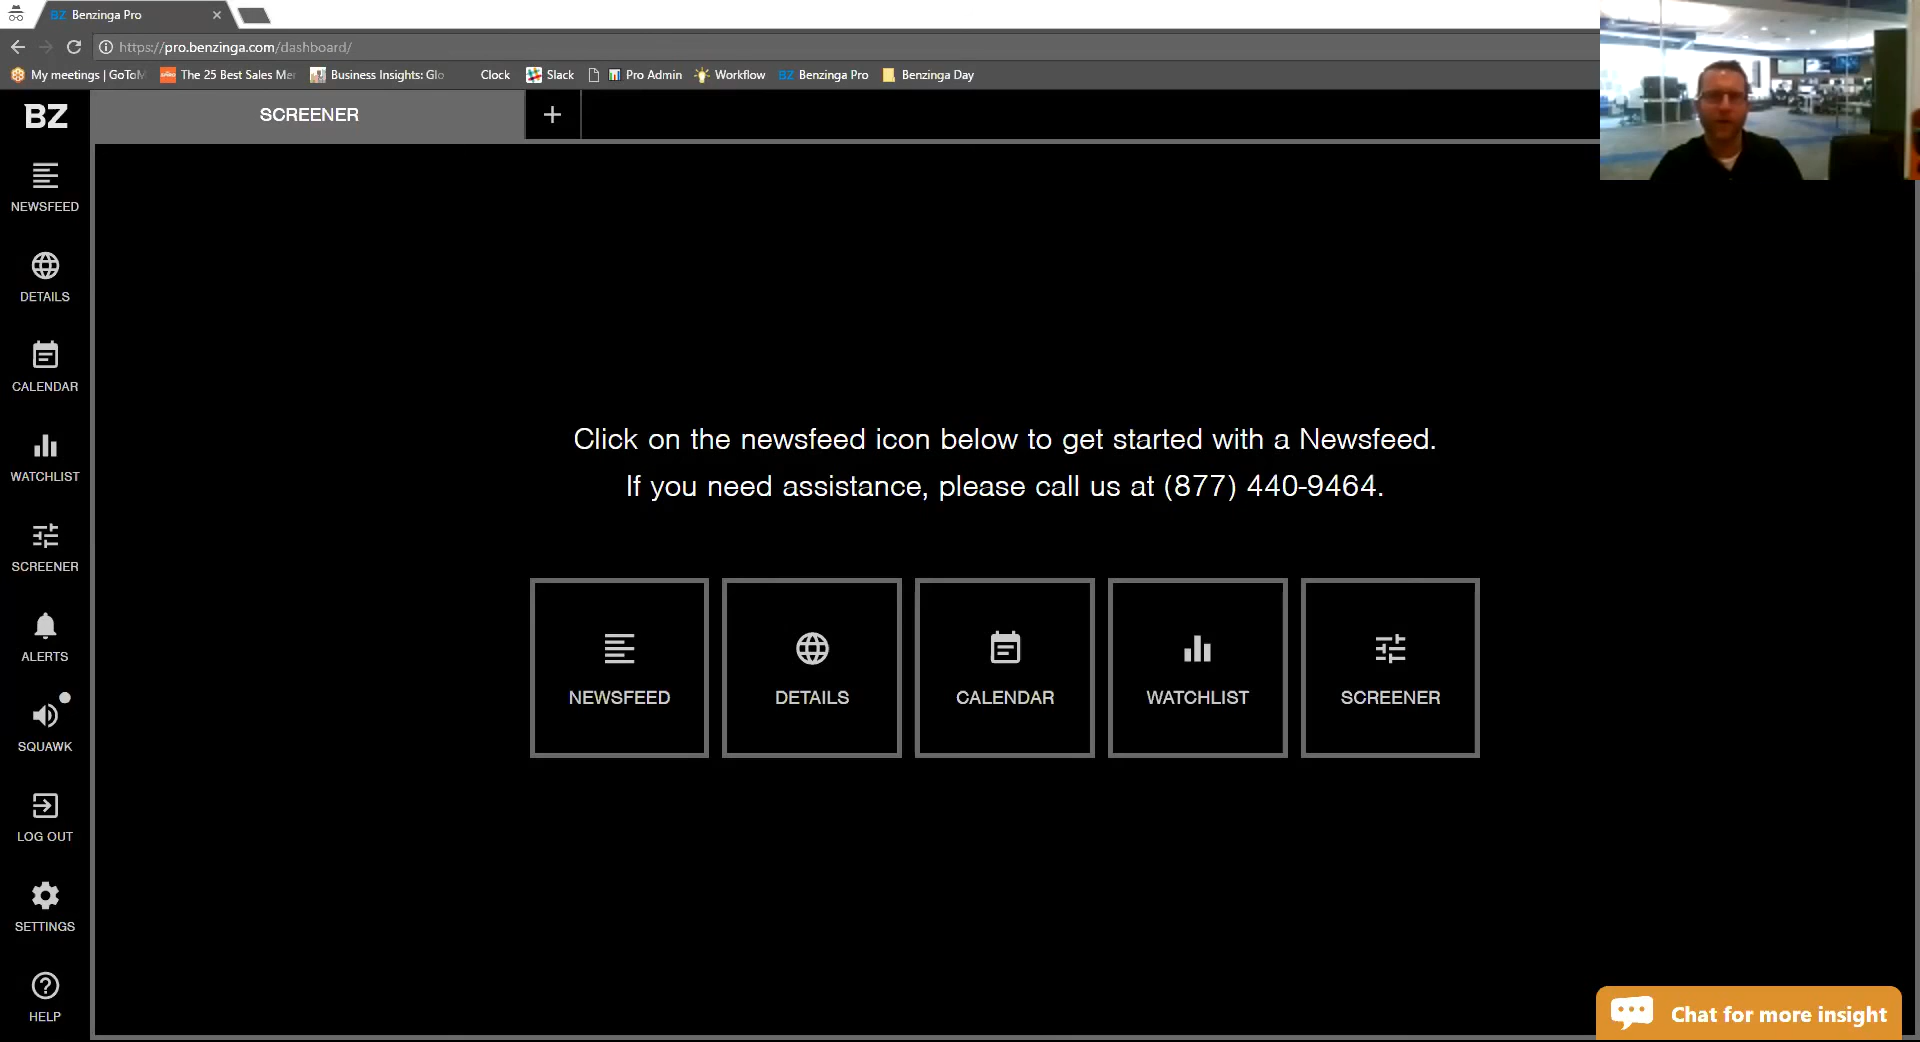 BZ Benzinga Pro
https://pro.benzinga.com/dashboard/
My meetings | GoToM
The 25 Best Sales Mer
Business Insights: Glo
Clock
Slack
Pro Admin
Workflow
BZ Benzinga Pro
Benzinga Day
BZ
SCREENER
+
NEWSFEED
DETAILS
CALENDAR
WATCHLIST
SCREENER
ALERTS
SQUAWK
LOG OUT
SETTINGS
HELP
Click on the newsfeed icon below to get started with a Newsfeed.
If you need assistance, please call us at (877) 440-9464.
NEWSFEED
DETAILS
CALENDAR
WATCHLIST
SCREENER
Chat for more insight